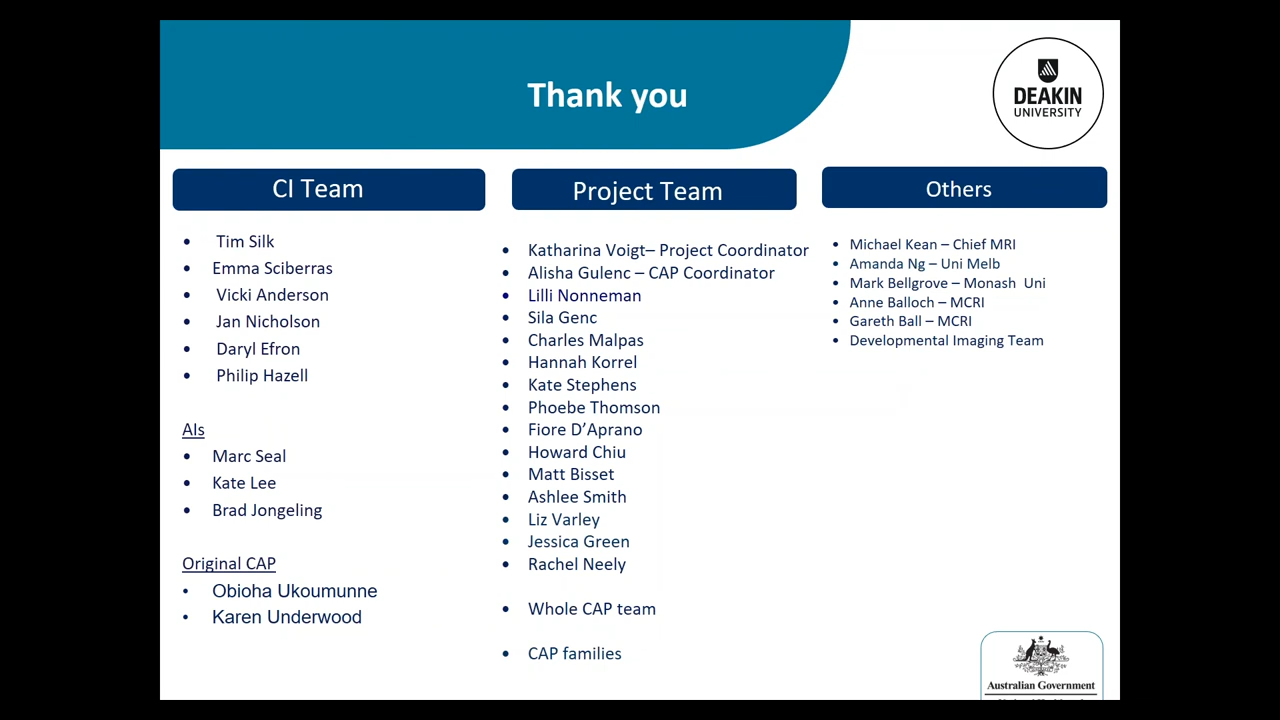 Thank you
DEAKIN
UNIVERSITY
CI Team
• Tim Silk
• Emma Sciberras
• Vicki Anderson
• Jan Nicholson
• Daryl Efron
• Philip Hazell
AIs
• Marc Seal
• Kate Lee
• Brad Jongeling
Original CAP
• Obioha Ukoumunne
• Karen Underwood
Project Team
• Katharina Voigt– Project Coordinator
• Alisha Gulenc – CAP Coordinator
• Lilli Nonneman
• Sila Genc
• Charles Malpas
• Hannah Korrel
• Kate Stephens
• Phoebe Thomson
• Fiore D’Aprano
• Howard Chiu
• Matt Bisset
• Ashlee Smith
• Liz Varley
• Jessica Green
• Rachel Neely
• Whole CAP team
• CAP families
Others
• Michael Kean – Chief MRI
• Amanda Ng – Uni Melb
• Mark Bellgrove – Monash Uni
• Anne Balloch – MCRI
• Gareth Ball – MCRI
• Developmental Imaging Team
Australian Government